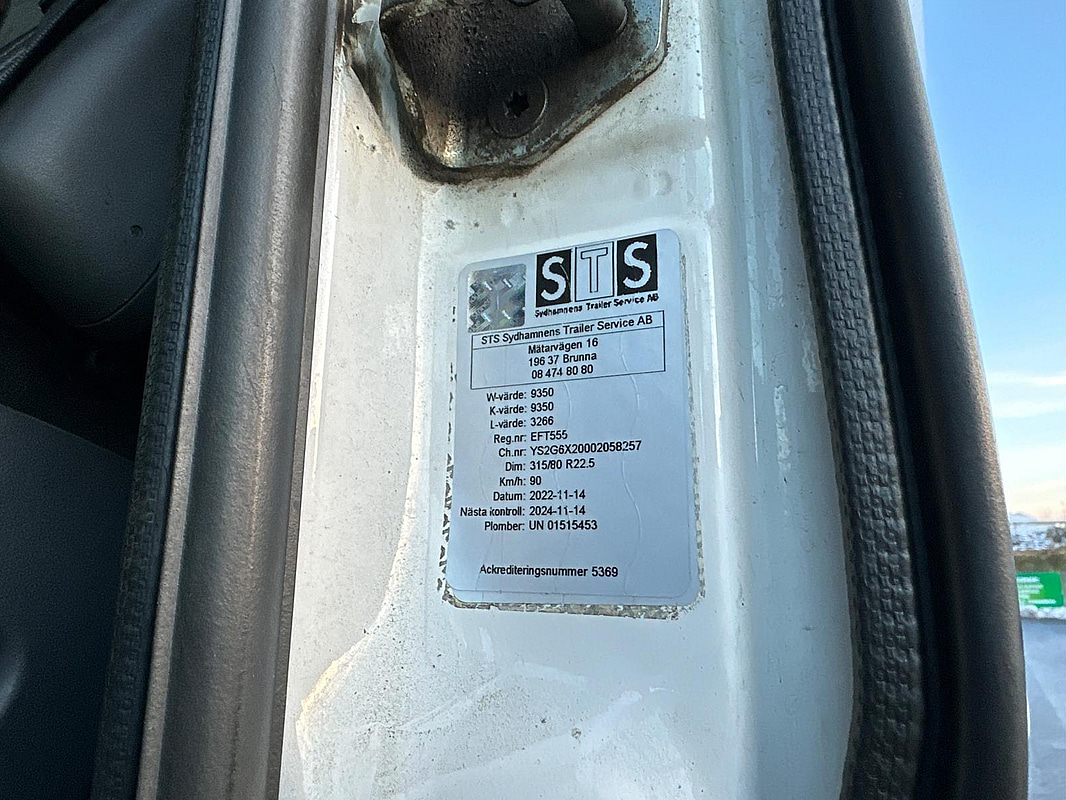 STS
Sydhamnens Trailer Service AB
STS Sydhamnens Trailer Service AB
Mätarvägen 16
196 37 Brunna
08 474 80 80
W-värde: 9350
K-värde: 9350
L-värde: 3266
Reg.nr: EFT555
Ch.nr: YS2G6X20002058257
Dim: 315/80 R22.5
Km/h: 90
Datum: 2022-11-14
Nästa kontroll: 2024-11-14
Plomber: UN 01515453
Ackrediteringsnummer 5369